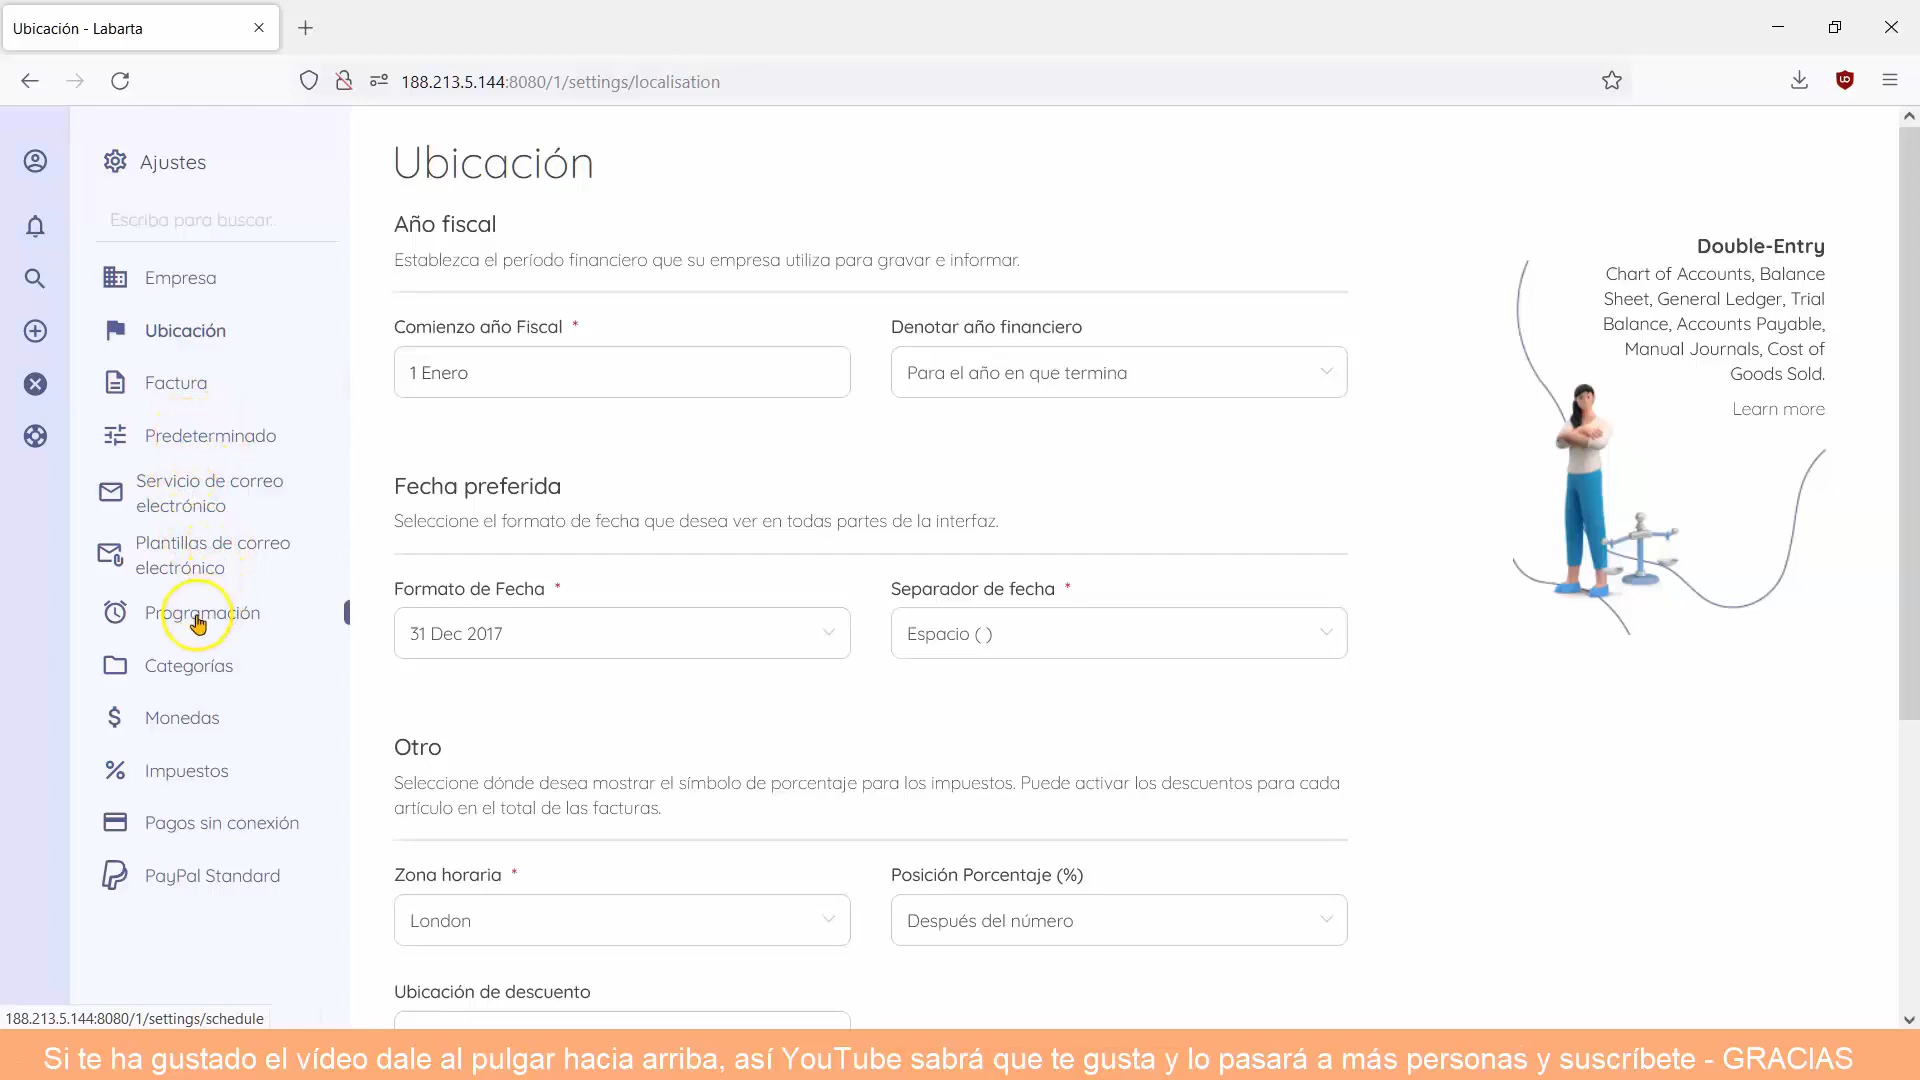 Ubicación - Labarta
188.213.5.144:8080/1/settings/localisation
Ajustes
Escriba para buscar..
Empresa
Ubicación
Factura
Predeterminado
Servicio de correo
electrónico
Plantillas de correo
electrónico
Programación
Categorías
Monedas
Impuestos
Pagos sin conexión
PayPal Standard
188.213.5.144:8080/1/settings/schedule
Ubicación
Año fiscal
Establezca el período financiero que su empresa utiliza para gravar e informar.
Comienzo año Fiscal *
Denotar año financiero
1 Enero
Para el año en que termina
Fecha preferida
Seleccione el formato de fecha que desea ver en todas partes de la interfaz.
Formato de Fecha *
Separador de fecha *
31 Dec 2017
Espacio ( )
Otro
Seleccione dónde desea mostrar el símbolo de porcentaje para los impuestos. Puede activar los descuentos para cada
artículo en el total de las facturas.
Zona horaria *
Posición Porcentaje (%)
London
Después del número
Ubicación de descuento
Double-Entry
Chart of Accounts, Balance
Sheet, General Ledger, Trial
Balance, Accounts Payable,
Manual Journals, Cost of
Goods Sold.
Learn more
Si te ha gustado el vídeo dale al pulgar hacia arriba, así YouTube sabrá que te gusta y lo pasará a más personas y suscríbete - GRACIAS